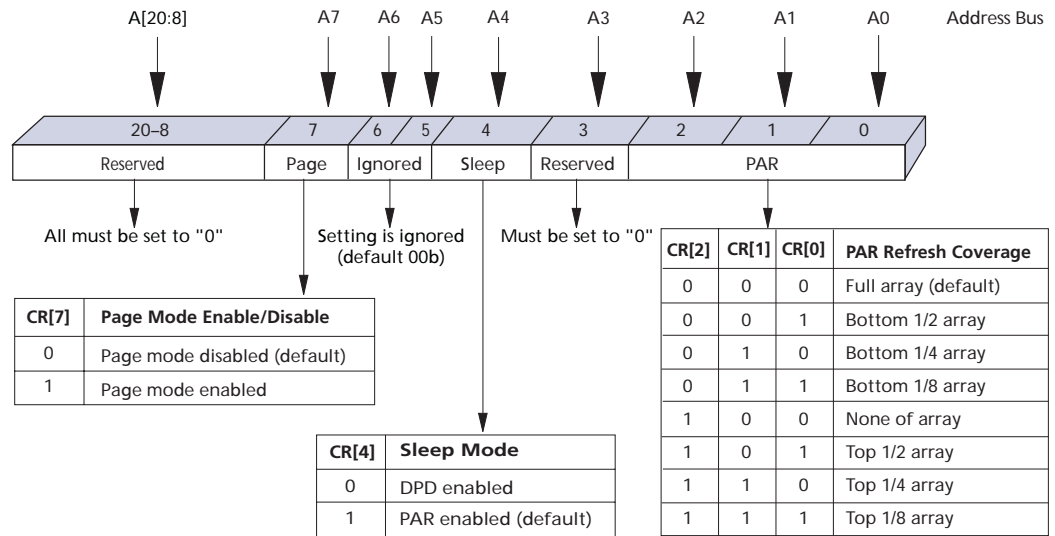 A[20:8] A7 A6 A5 A4 A3 A2 A1 A0 Address Bus
20–8 7 6 5 4 3 2 1 0
Reserved Page Ignored Sleep Reserved PAR
All must be set to "0"
Setting is ignored
(default 00b)
Must be set to "0"
CR[7] Page Mode Enable/Disable
0 Page mode disabled (default)
1 Page mode enabled
CR[4] Sleep Mode
0 DPD enabled
1 PAR enabled (default)
CR[2] CR[1] CR[0] PAR Refresh Coverage
0 0 0 Full array (default)
0 0 1 Bottom 1/2 array
0 1 0 Bottom 1/4 array
0 1 1 Bottom 1/8 array
1 0 0 None of array
1 0 1 Top 1/2 array
1 1 0 Top 1/4 array
1 1 1 Top 1/8 array